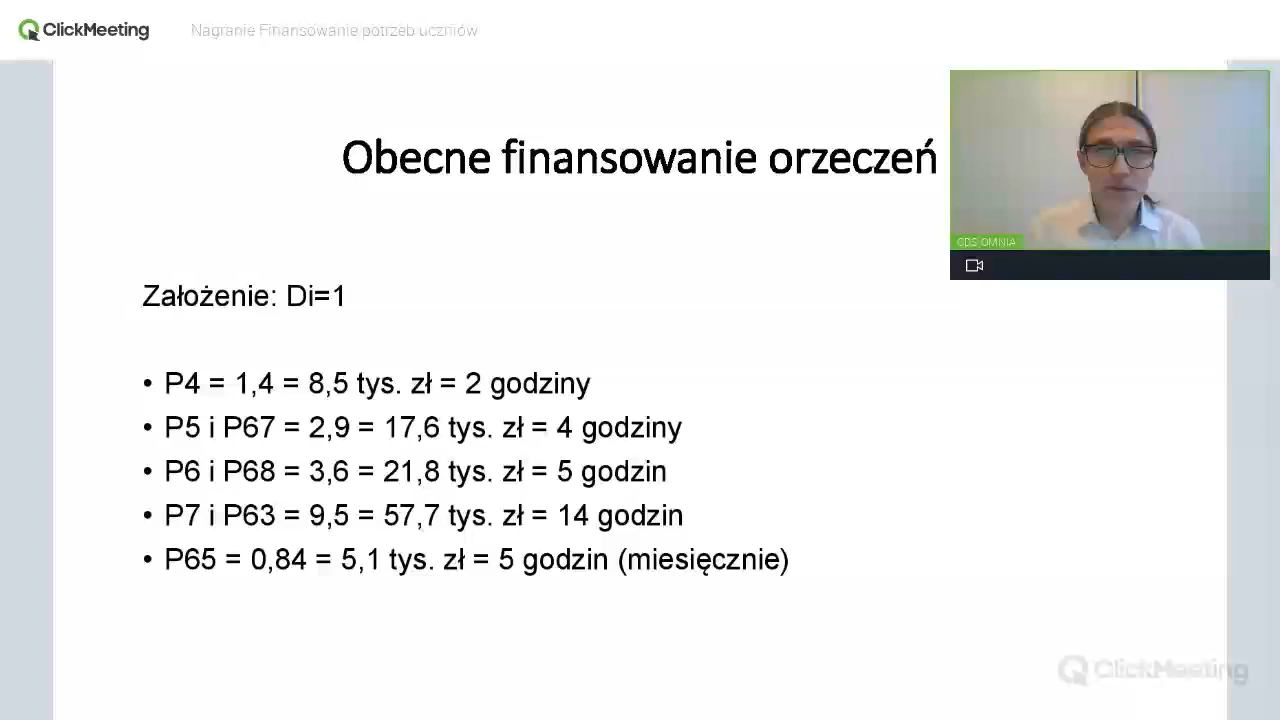 ClickMeeting
Nagranie Finansowanie potrzeb uczniów
Obecne finansowanie orzeczeń
CDS OMNIA
Założenie: Di=1
• P4 = 1,4 = 8,5 tys. zł = 2 godziny
• P5 i P67 = 2,9 = 17,6 tys. zł = 4 godziny
• P6 i P68 = 3,6 = 21,8 tys. zł = 5 godzin
• P7 i P63 = 9,5 = 57,7 tys. zł = 14 godzin
• P65 = 0,84 = 5,1 tys. zł = 5 godzin (miesięcznie)
ClickMeeting